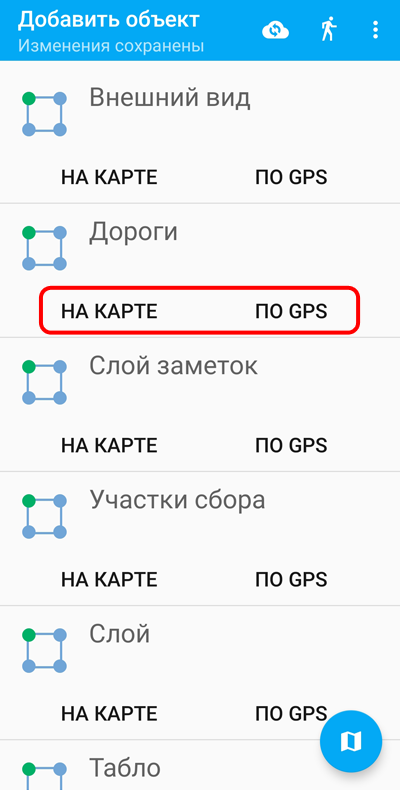 Добавить объект
Изменения сохранены
Внешний вид
НА КАРТЕ ПО GPS
Дороги
НА КАРТЕ ПО GPS
Слой заметок
НА КАРТЕ ПО GPS
Участки сбора
НА КАРТЕ ПО GPS
Слой
НА КАРТЕ ПО GPS
Табло